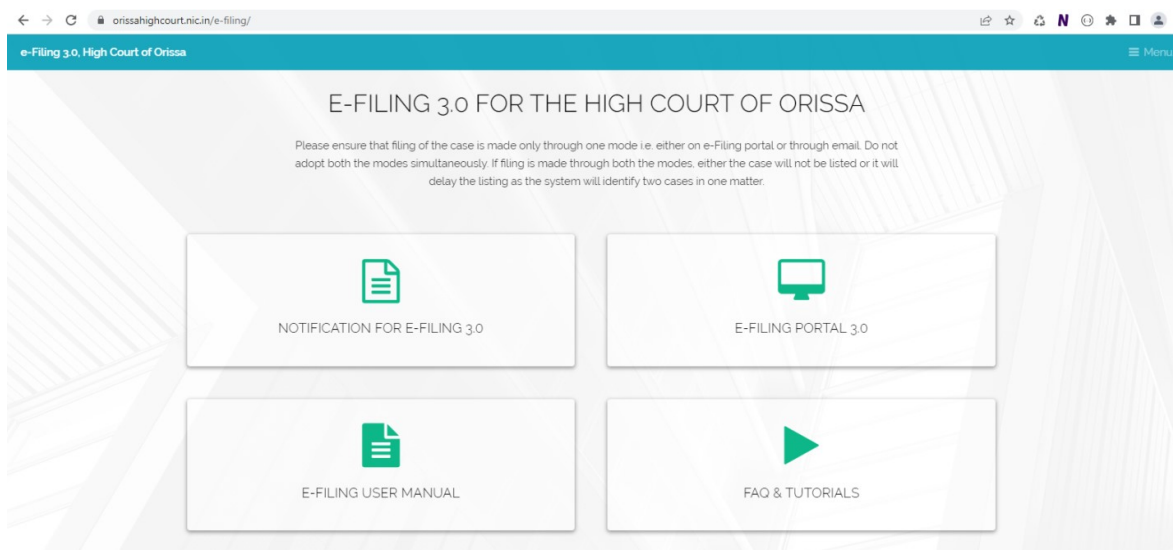 orissahighcourt.nic.in/e-filing/
e-Filing 3.0, High Court of Orissa
Menu
E-FILING 3.0 FOR THE HIGH COURT OF ORISSA
Please ensure that filing of the case is made only through one mode i.e. either on e-Filing portal or through email. Do not
adopt both the modes simultaneously. If filing is made through both the modes, either the case will not be listed or it will
delay the listing as the system will identify two cases in one matter.
NOTIFICATION FOR E-FILING 3.0
E-FILING PORTAL 3.0
E-FILING USER MANUAL
FAQ & TUTORIALS